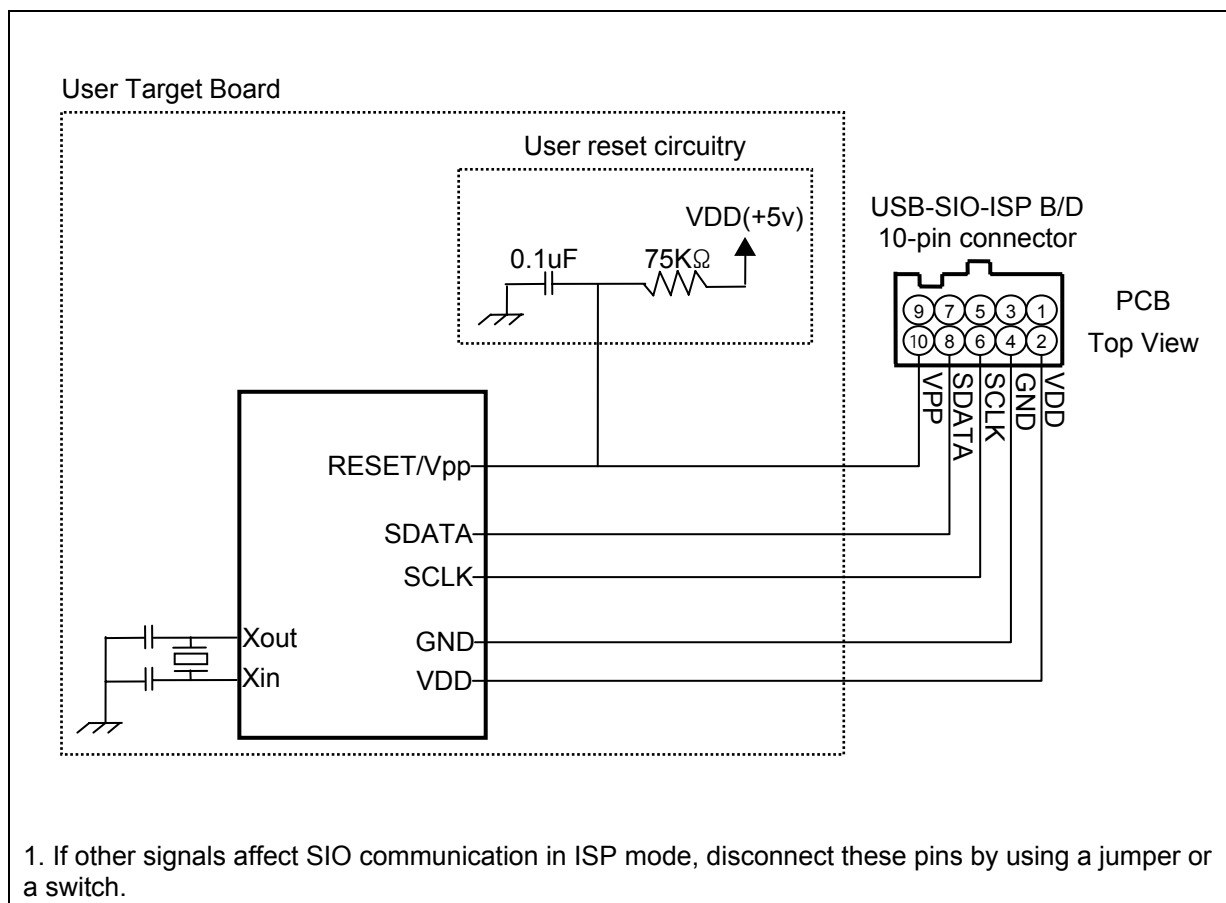 User Target Board
User reset circuitry
VDD(+5v)
0.1uF
75KΩ
USB-SIO-ISP B/D
10-pin connector
9 7 5 3 1
10 8 6 4 2
PCB
Top View
VPP
SDATA
SCLK
GND
VDD
RESET/Vpp
SDATA
SCLK
GND
VDD
Xout
Xin
1. If other signals affect SIO communication in ISP mode, disconnect these pins by using a jumper or
a switch.